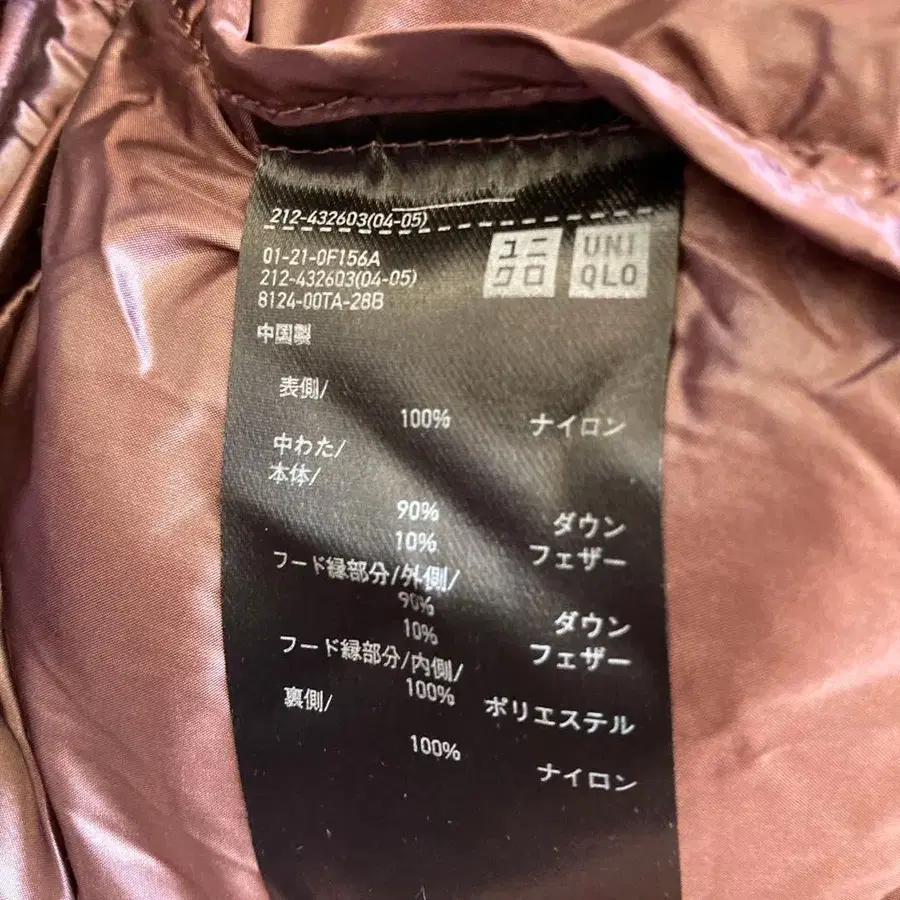 212-432603(04-05)
ユニ
クロ
UNI
QLO
01-21-0F156A
212-432603(04-05)
8124-00TA-28B
中国製
表側/
100% ナイロン
中わた/
本体/
90% ダウン
10% フェザー
フード縁部分/外側/
90% ダウン
10% フェザー
フード縁部分/内側/
100% ポリエステル
裏側/
100% ナイロン